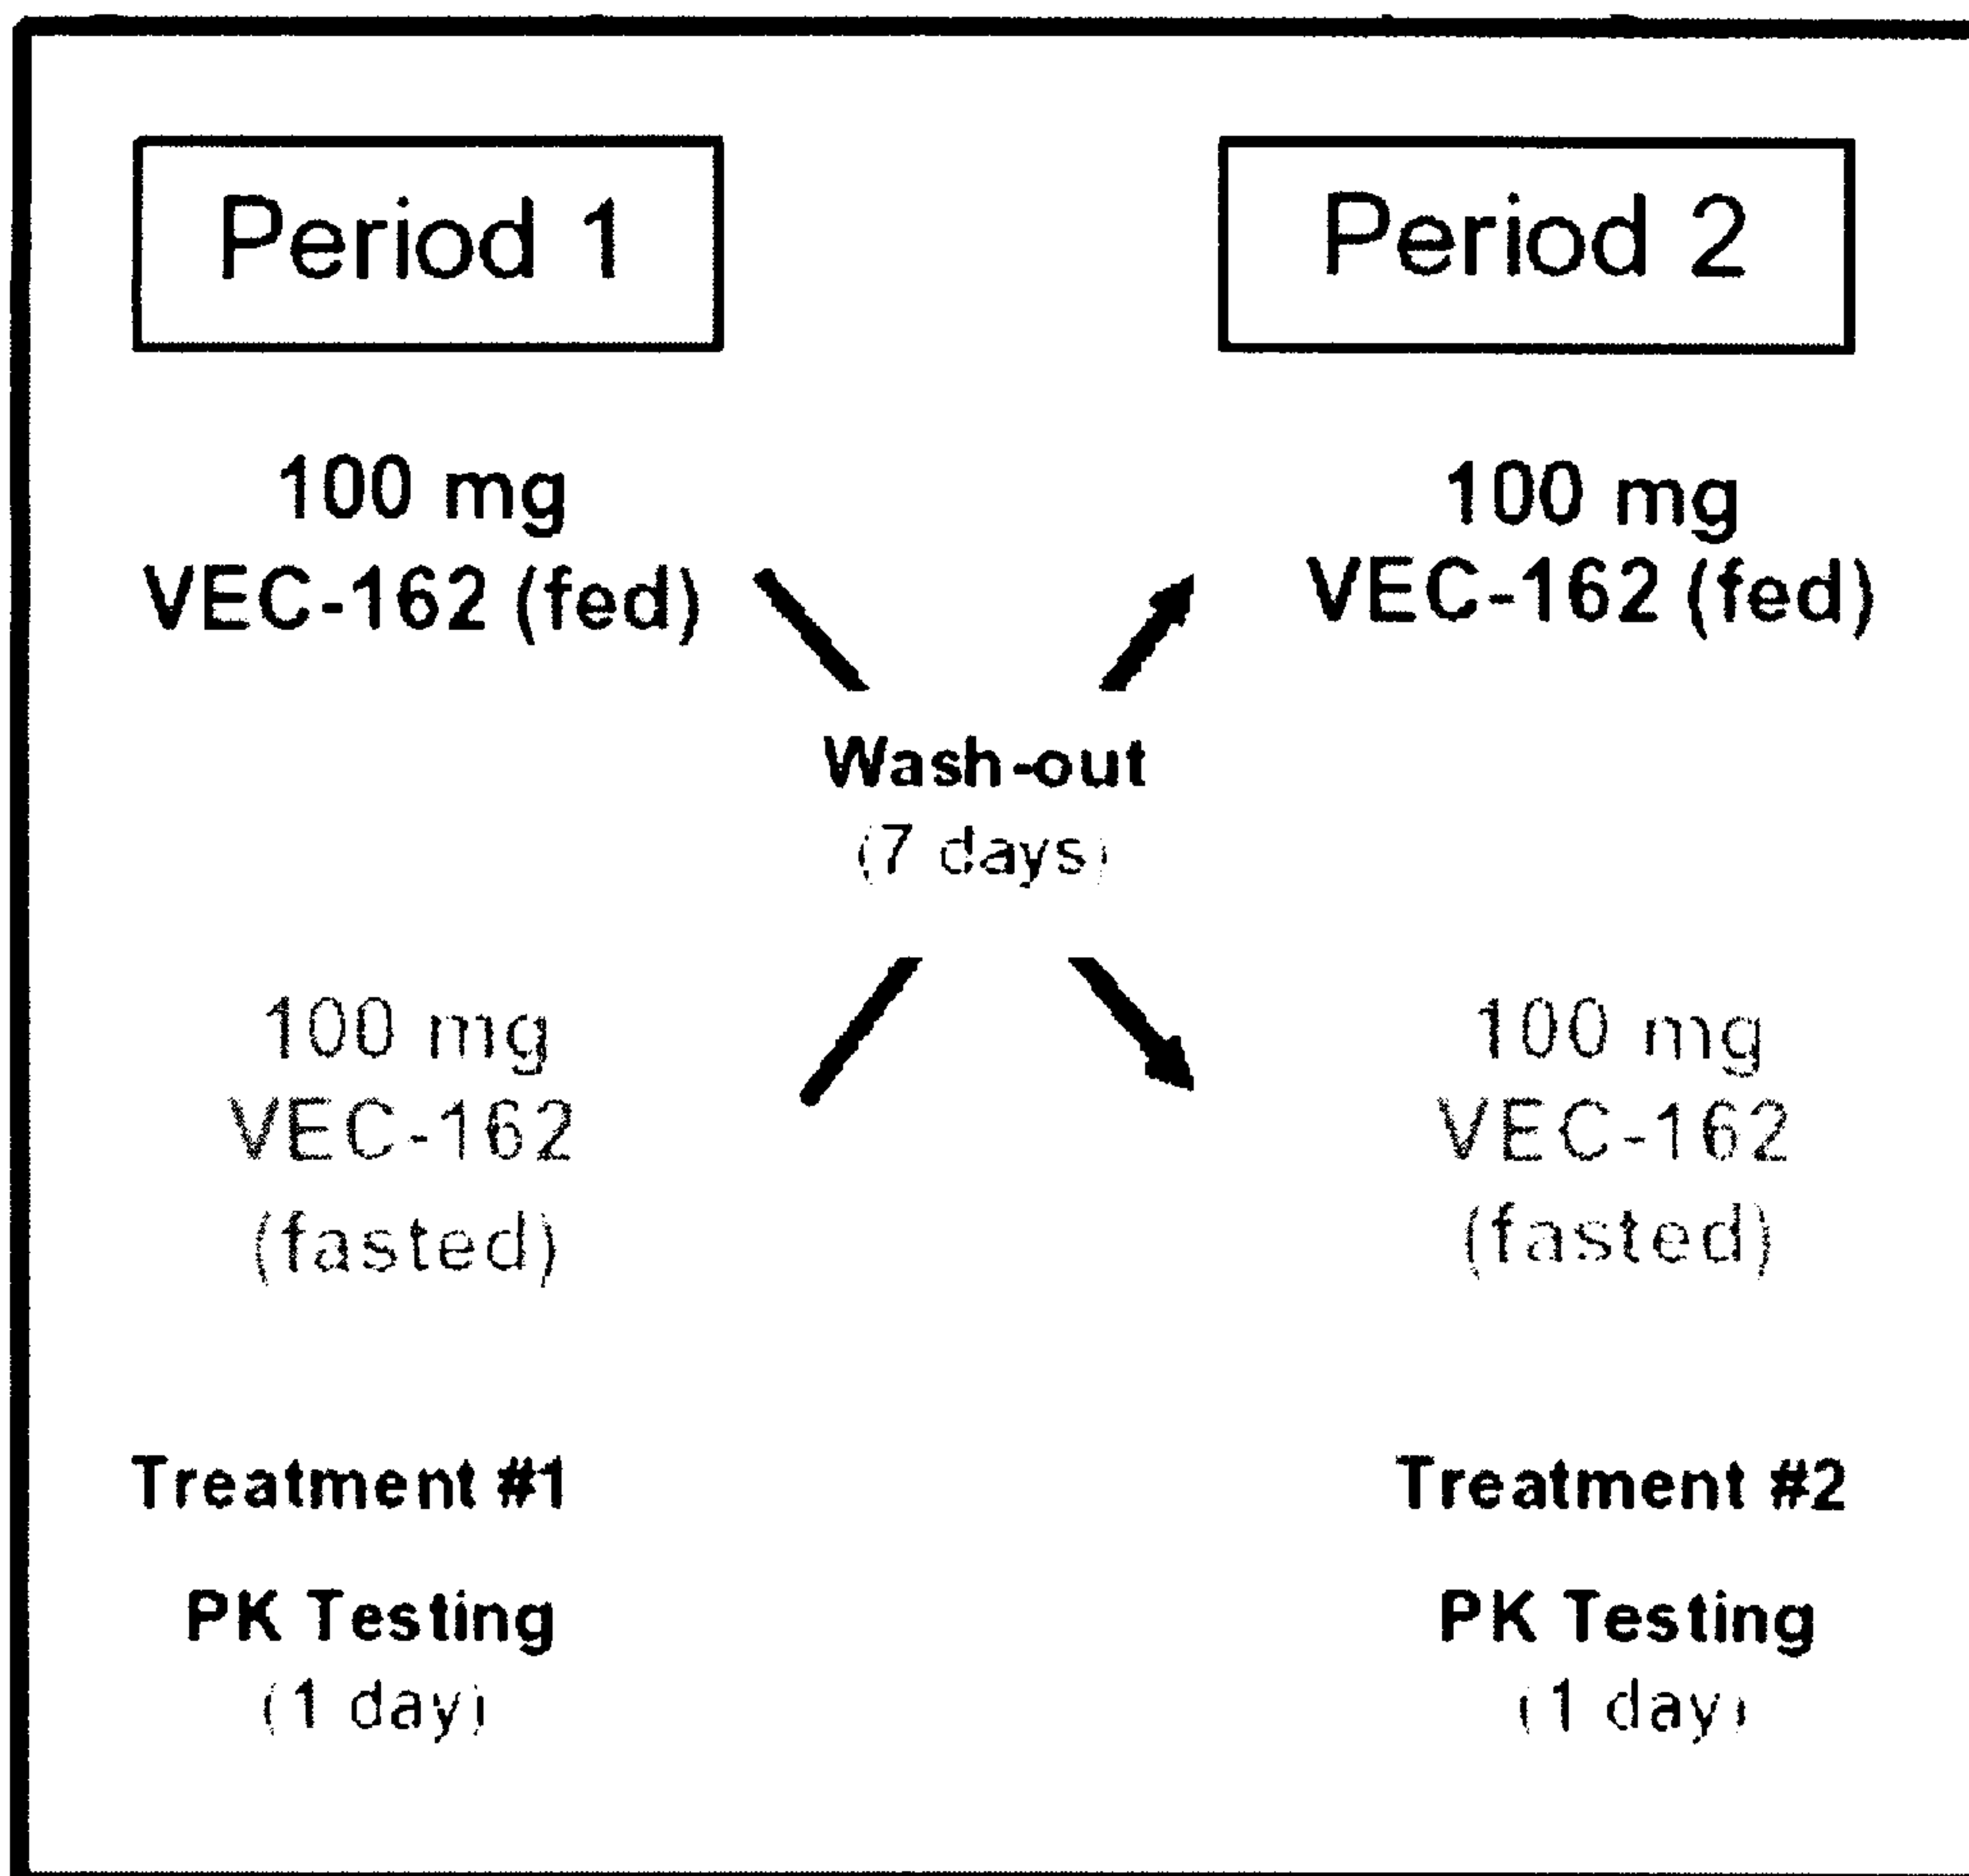 Period 1
Period 2
100 mg
VEC-162 (fed)
100 mg
VEC-162 (fed)
Wash-out
(7 days)
100 mg
VEC-162
(fasted)
100 mg
VEC-162
(fasted)
Treatment #1
PK Testing
(1 day)
Treatment #2
PK Testing
(1 day)